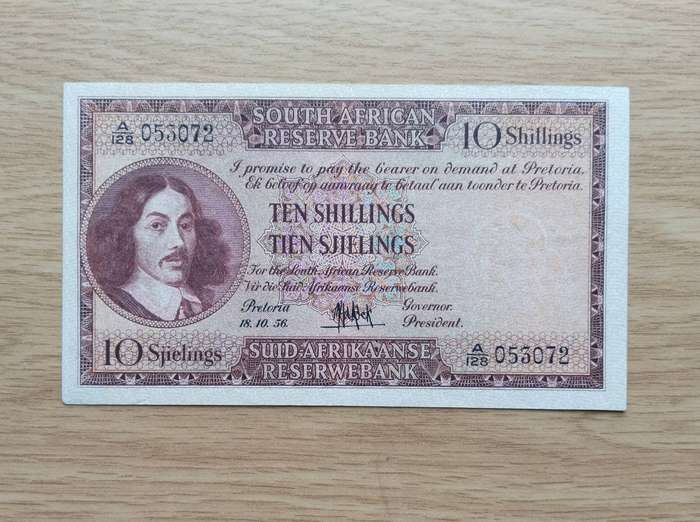 SOUTH AFRICAN
RESERVE BANK
A/128 053072
10 Shillings
I promise to pay the bearer on demand at Pretoria.
Ek beloof op aanvraag te betaal aan toonder te Pretoria.
TEN SHILLINGS
TIEN SJIELINGS
For the South African Reserve Bank.
Vir die Suid-Afrikaanse Reserwebank.
Pretoria
18.10.56.
Governor.
President.
10 Sjielings
SUID-AFRIKAANSE
RESERWEBANK
A/128 053072